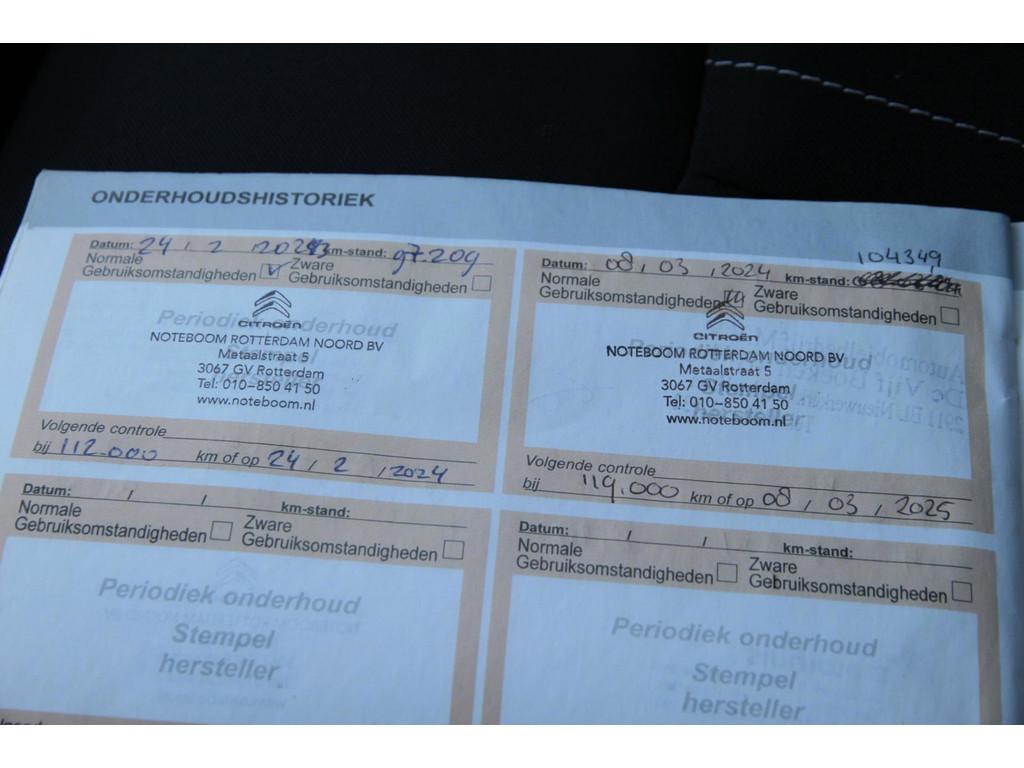 ONDERHOUDSHISTORIEK
Datum: 24 / 2 / 2023 km-stand: 97.209
Normale Gebruiksomstandigheden Zware Gebruiksomstandigheden
CITROËN
NOTEBOOM ROTTERDAM NOORD BV
Metaalstraat 5
3067 GV Rotterdam
Tel: 010-850 41 50
www.noteboom.nl
Periodiek onderhoud
Volgende controle
bij 112.000 km of op 24 / 2 / 2024
104349
Datum: 08 / 03 / 2024 km-stand:
Normale Gebruiksomstandigheden Zware Gebruiksomstandigheden
CITROËN
NOTEBOOM ROTTERDAM NOORD BV
Metaalstraat 5
3067 GV Rotterdam
Tel: 010-850 41 50
www.noteboom.nl
Volgende controle
bij 119.000 km of op 08 / 03 / 2025
Datum: / / km-stand:
Normale Gebruiksomstandigheden Zware Gebruiksomstandigheden
Periodiek onderhoud
Stempel
hersteller
Datum: / / km-stand:
Normale Gebruiksomstandigheden Zware Gebruiksomstandigheden
Periodiek onderhoud
Stempel
hersteller